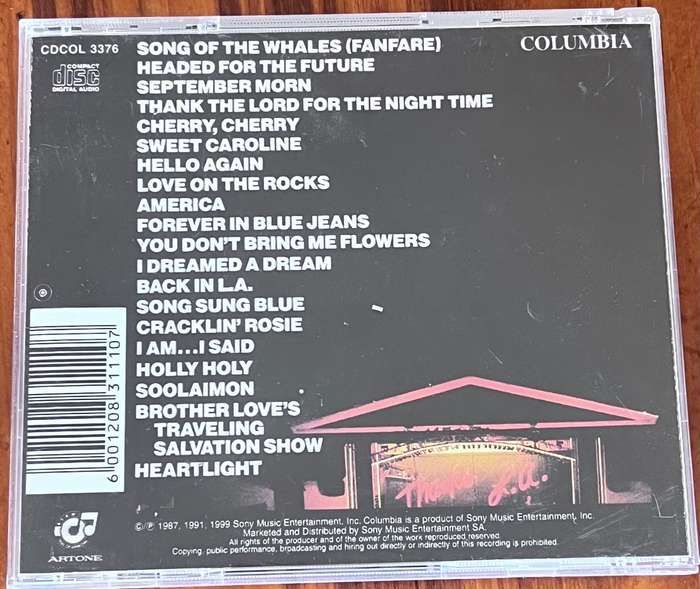 CDCOL 3376
COMPACT
disc
DIGITAL AUDIO
COLUMBIA
SONG OF THE WHALES (FANFARE)
HEADED FOR THE FUTURE
SEPTEMBER MORN
THANK THE LORD FOR THE NIGHT TIME
CHERRY, CHERRY
SWEET CAROLINE
HELLO AGAIN
LOVE ON THE ROCKS
AMERICA
FOREVER IN BLUE JEANS
YOU DON'T BRING ME FLOWERS
I DREAMED A DREAM
BACK IN L.A.
SONG SUNG BLUE
CRACKLIN' ROSIE
I AM...I SAID
HOLLY HOLY
SOOLAIMON
BROTHER LOVE'S
TRAVELING
SALVATION SHOW
HEARTLIGHT
6 001208 311107
L.A.
©/℗ 1987, 1991, 1999 Sony Music Entertainment, Inc. Columbia is a product of Sony Music Entertainment, Inc.
Marketed and Distributed by Sony Music Entertainment SA.
All rights of the producer and of the owner of the work reproduced reserved.
Copying, public performance, broadcasting and hiring out directly or indirectly of this recording is prohibited.
ARTONE